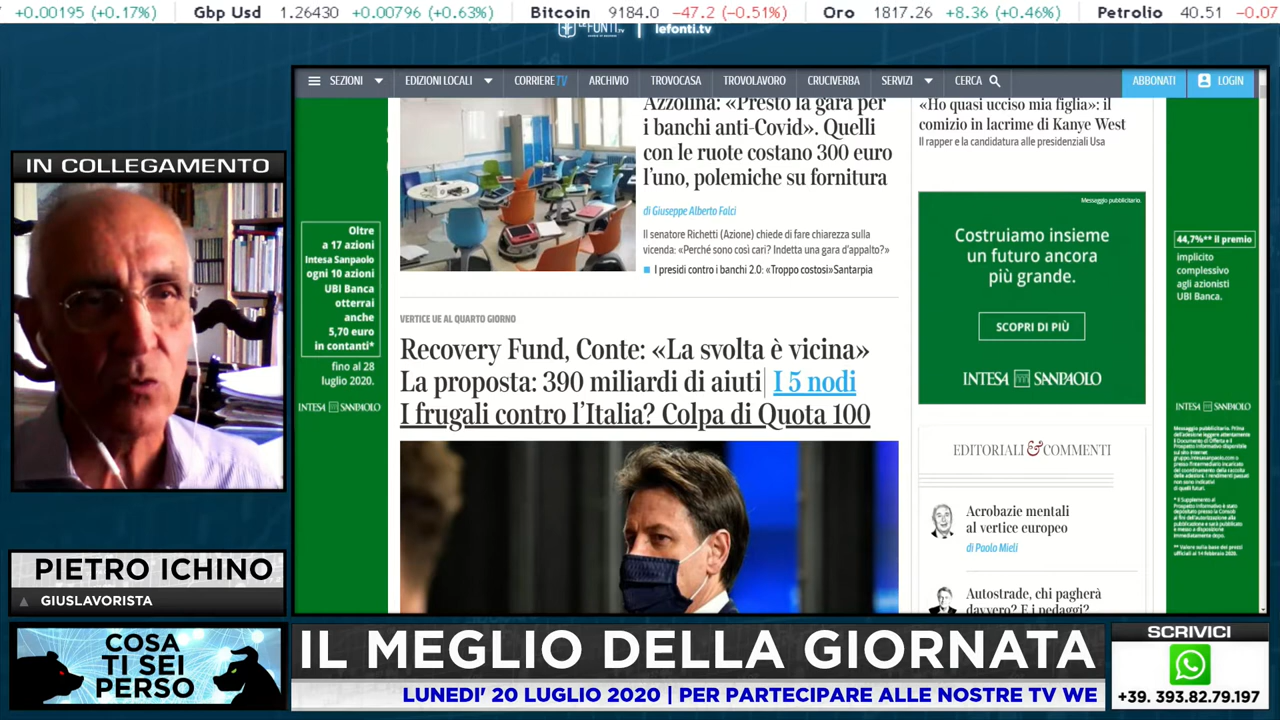 +0.00195 (+0.17%) Gbp Usd 1.26430 +0.00796 (+0.63%) Bitcoin 9184.0 −47.2 (−0.51%) Oro 1817.26 +8.36 (+0.46%) Petrolio 40.51 −0.07
LE FONTI.TV | lefonti.tv
SEZIONI EDIZIONI LOCALI CORRIERETV ARCHIVIO TROVOCASA TROVOLAVORO CRUCIVERBA SERVIZI CERCA ABBONATI LOGIN
IN COLLEGAMENTO
Oltre
a 17 azioni
Intesa Sanpaolo
ogni 10 azioni
UBI Banca
otterrai
anche
5,70 euro
in contanti*
fino al 28
luglio 2020.
INTESA SANPAOLO
Azzolina: «Presto la gara per
i banchi anti-Covid». Quelli
con le ruote costano 300 euro
l'uno, polemiche su fornitura
di Giuseppe Alberto Falci
Il senatore Richetti (Azione) chiede di fare chiarezza sulla
vicenda: «Perché sono così cari? Indetta una gara d'appalto?»
I presidi contro i banchi 2.0: «Troppo costosi»Santarpia
VERTICE UE AL QUARTO GIORNO
Recovery Fund, Conte: «La svolta è vicina»
La proposta: 390 miliardi di aiuti| I 5 nodi
I frugali contro l'Italia? Colpa di Quota 100
«Ho quasi ucciso mia figlia»: il
comizio in lacrime di Kanye West
Il rapper e la candidatura alle presidenziali Usa
Messaggio pubblicitario.
Costruiamo insieme
un futuro ancora
più grande.
SCOPRI DI PIÙ
INTESA SANPAOLO
EDITORIALI & COMMENTI
Acrobazie mentali
al vertice europeo
di Paolo Mieli
Autostrade, chi pagherà
davvero? E i pedaggi?
44,7%** il premio
implicito
complessivo
agli azionisti
UBI Banca.
INTESA SANPAOLO
PIETRO ICHINO
GIUSLAVORISTA
COSA
TI SEI
PERSO
IL MEGLIO DELLA GIORNATA
LUNEDI' 20 LUGLIO 2020 | PER PARTECIPARE ALLE NOSTRE TV WE
SCRIVICI
+39. 393.82.79.197